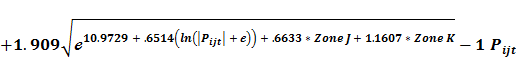 +1.909√e^10.9729 + .6514(ln(|P_ijt| + e)) + .6633 * Zone J + 1.1607 * Zone K − 1 P_ijt